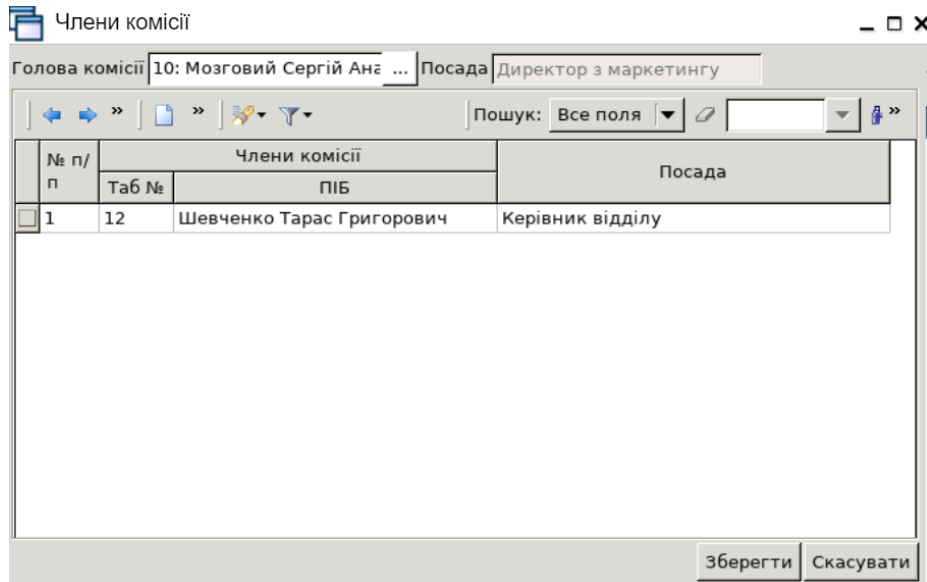 Члени комісії
Голова комісії 10: Мозговий Сергій Ана ... Посада Директор з маркетингу
» » Пошук: Все поля »
№ п/п Члени комісії Посада
Таб № ПІБ
1 12 Шевченко Тарас Григорович Керівник відділу
Зберегти Скасувати